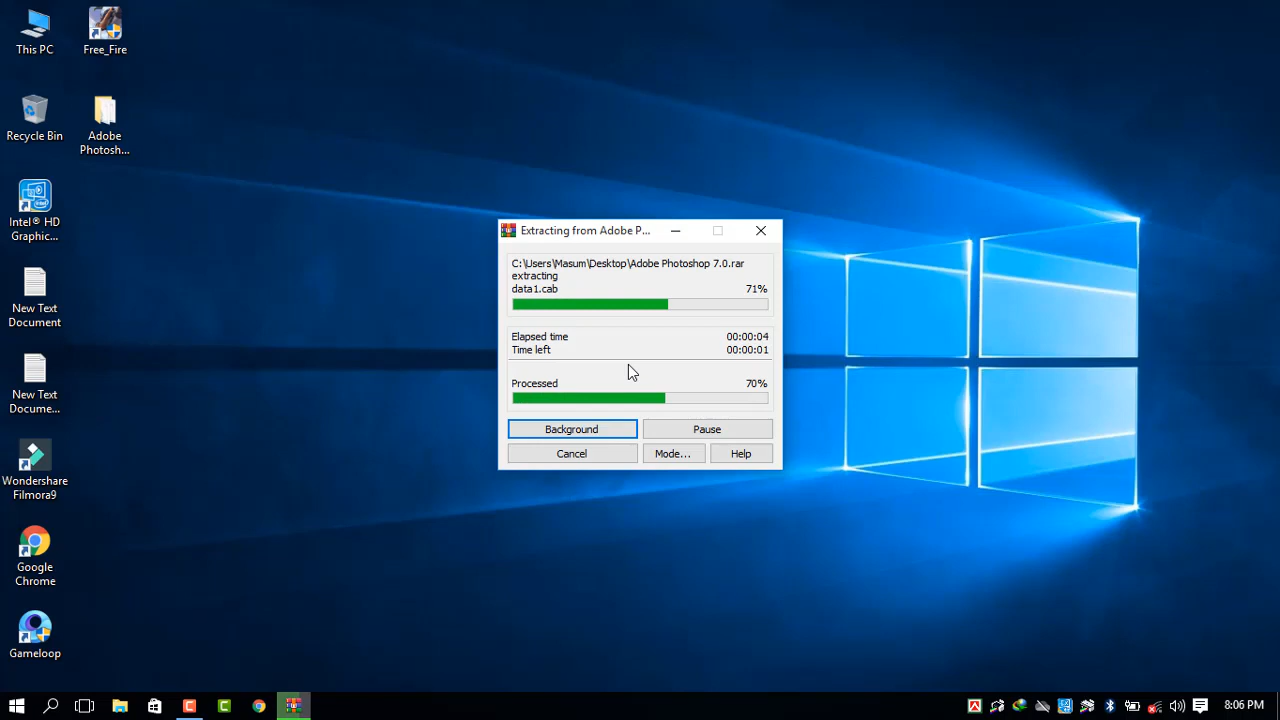 This PC
Free_Fire
Recycle Bin
Adobe
Photosh...
Intel® HD
Graphic...
New Text
Document
New Text
Docume...
Wondershare
Filmora9
Google
Chrome
Gameloop
Extracting from Adobe P...
C:\Users\Masum\Desktop\Adobe Photoshop 7.0.rar
extracting
data1.cab 71%
Elapsed time 00:00:04
Time left 00:00:01
Processed 70%
Background Pause
Cancel Mode... Help
8:06 PM